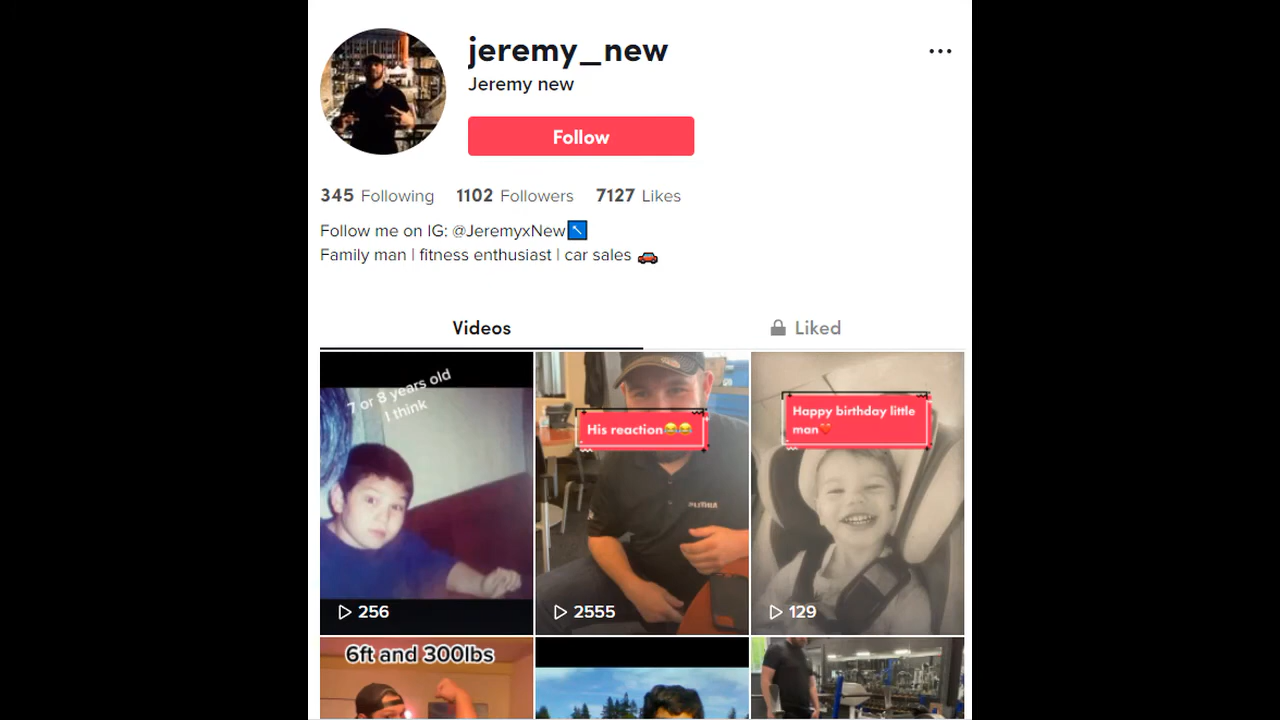 jeremy_new
Jeremy new
Follow
345 Following 1102 Followers 7127 Likes
Follow me on IG: @JeremyxNew↖️
Family man | fitness enthusiast | car sales 🚗
Videos
Liked
7 or 8 years old
I think
256
His reaction😂😂
LITHIA
2555
Happy birthday little
man❤️
129
6ft and 300lbs